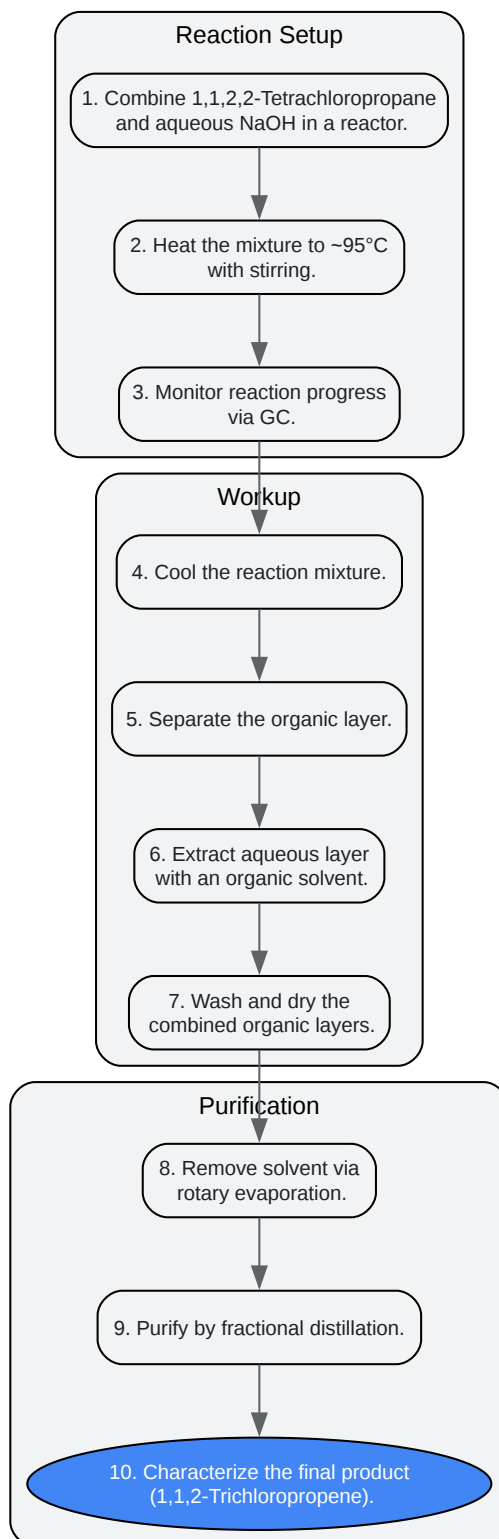 Reaction Setup
1. Combine 1,1,2,2-Tetrachloropropane
and aqueous NaOH in a reactor.
2. Heat the mixture to ~95°C
with stirring.
3. Monitor reaction progress
via GC.
Workup
4. Cool the reaction mixture.
5. Separate the organic layer.
6. Extract aqueous layer
with an organic solvent.
7. Wash and dry the
combined organic layers.
Purification
8. Remove solvent via
rotary evaporation.
9. Purify by fractional distillation.
10. Characterize the final product
(1,1,2-Trichloropropene).